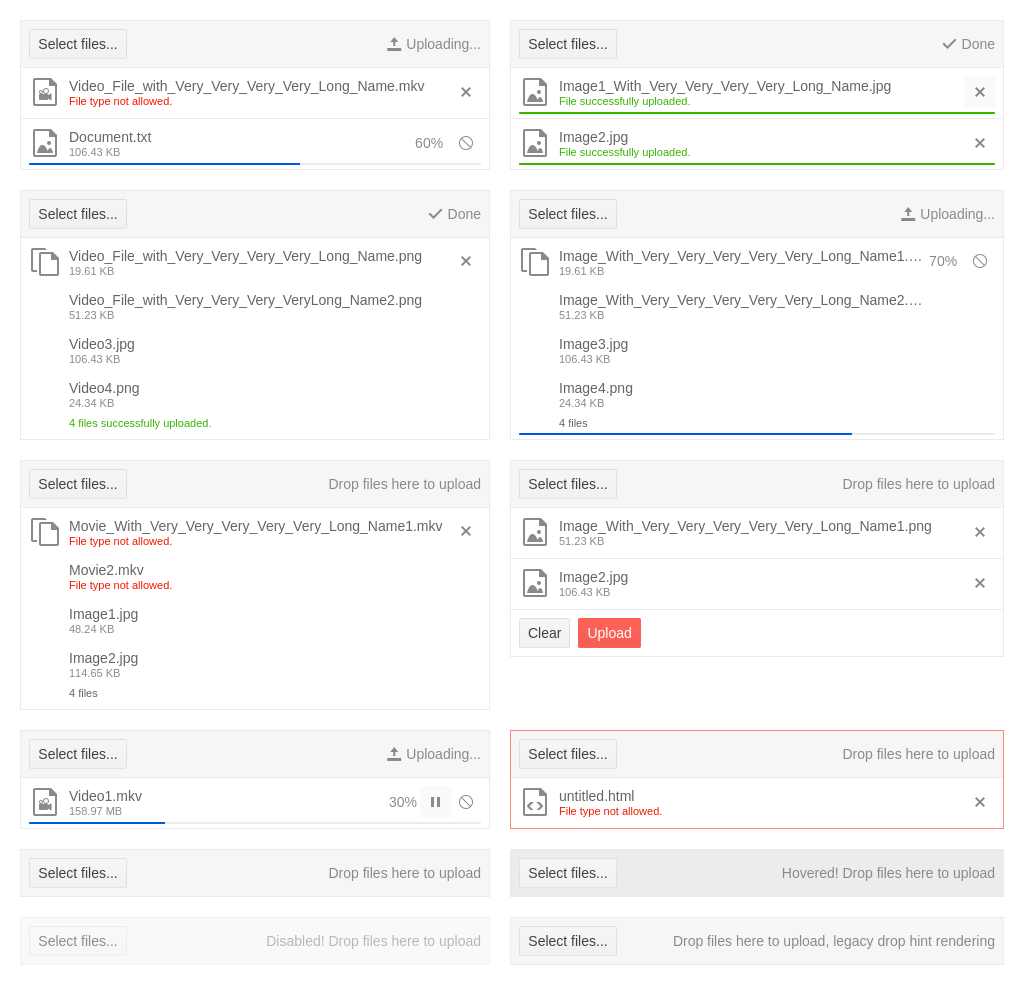 Select files...
Uploading...
Video_File_with_Very_Very_Very_Very_Long_Name.mkv
File type not allowed.
Document.txt
106.43 KB
60%
Select files...
Done
Image1_With_Very_Very_Very_Very_Long_Name.jpg
File successfully uploaded.
Image2.jpg
File successfully uploaded.
Select files...
Done
Video_File_with_Very_Very_Very_Very_Long_Name.png
19.61 KB
Video_File_with_Very_Very_Very_VeryLong_Name2.png
51.23 KB
Video3.jpg
106.43 KB
Video4.png
24.34 KB
4 files successfully uploaded.
Select files...
Uploading...
Image_With_Very_Very_Very_Very_Very_Long_Name1.…
19.61 KB
70%
Image_With_Very_Very_Very_Very_Very_Long_Name2.…
51.23 KB
Image3.jpg
106.43 KB
Image4.png
24.34 KB
4 files
Select files...
Drop files here to upload
Movie_With_Very_Very_Very_Very_Very_Long_Name1.mkv
File type not allowed.
Movie2.mkv
File type not allowed.
Image1.jpg
48.24 KB
Image2.jpg
114.65 KB
4 files
Select files...
Drop files here to upload
Image_With_Very_Very_Very_Very_Very_Long_Name1.png
51.23 KB
Image2.jpg
106.43 KB
Clear
Upload
Select files...
Uploading...
Video1.mkv
158.97 MB
30%
Select files...
Drop files here to upload
untitled.html
File type not allowed.
Select files...
Drop files here to upload
Select files...
Hovered! Drop files here to upload
Select files...
Disabled! Drop files here to upload
Select files...
Drop files here to upload, legacy drop hint rendering